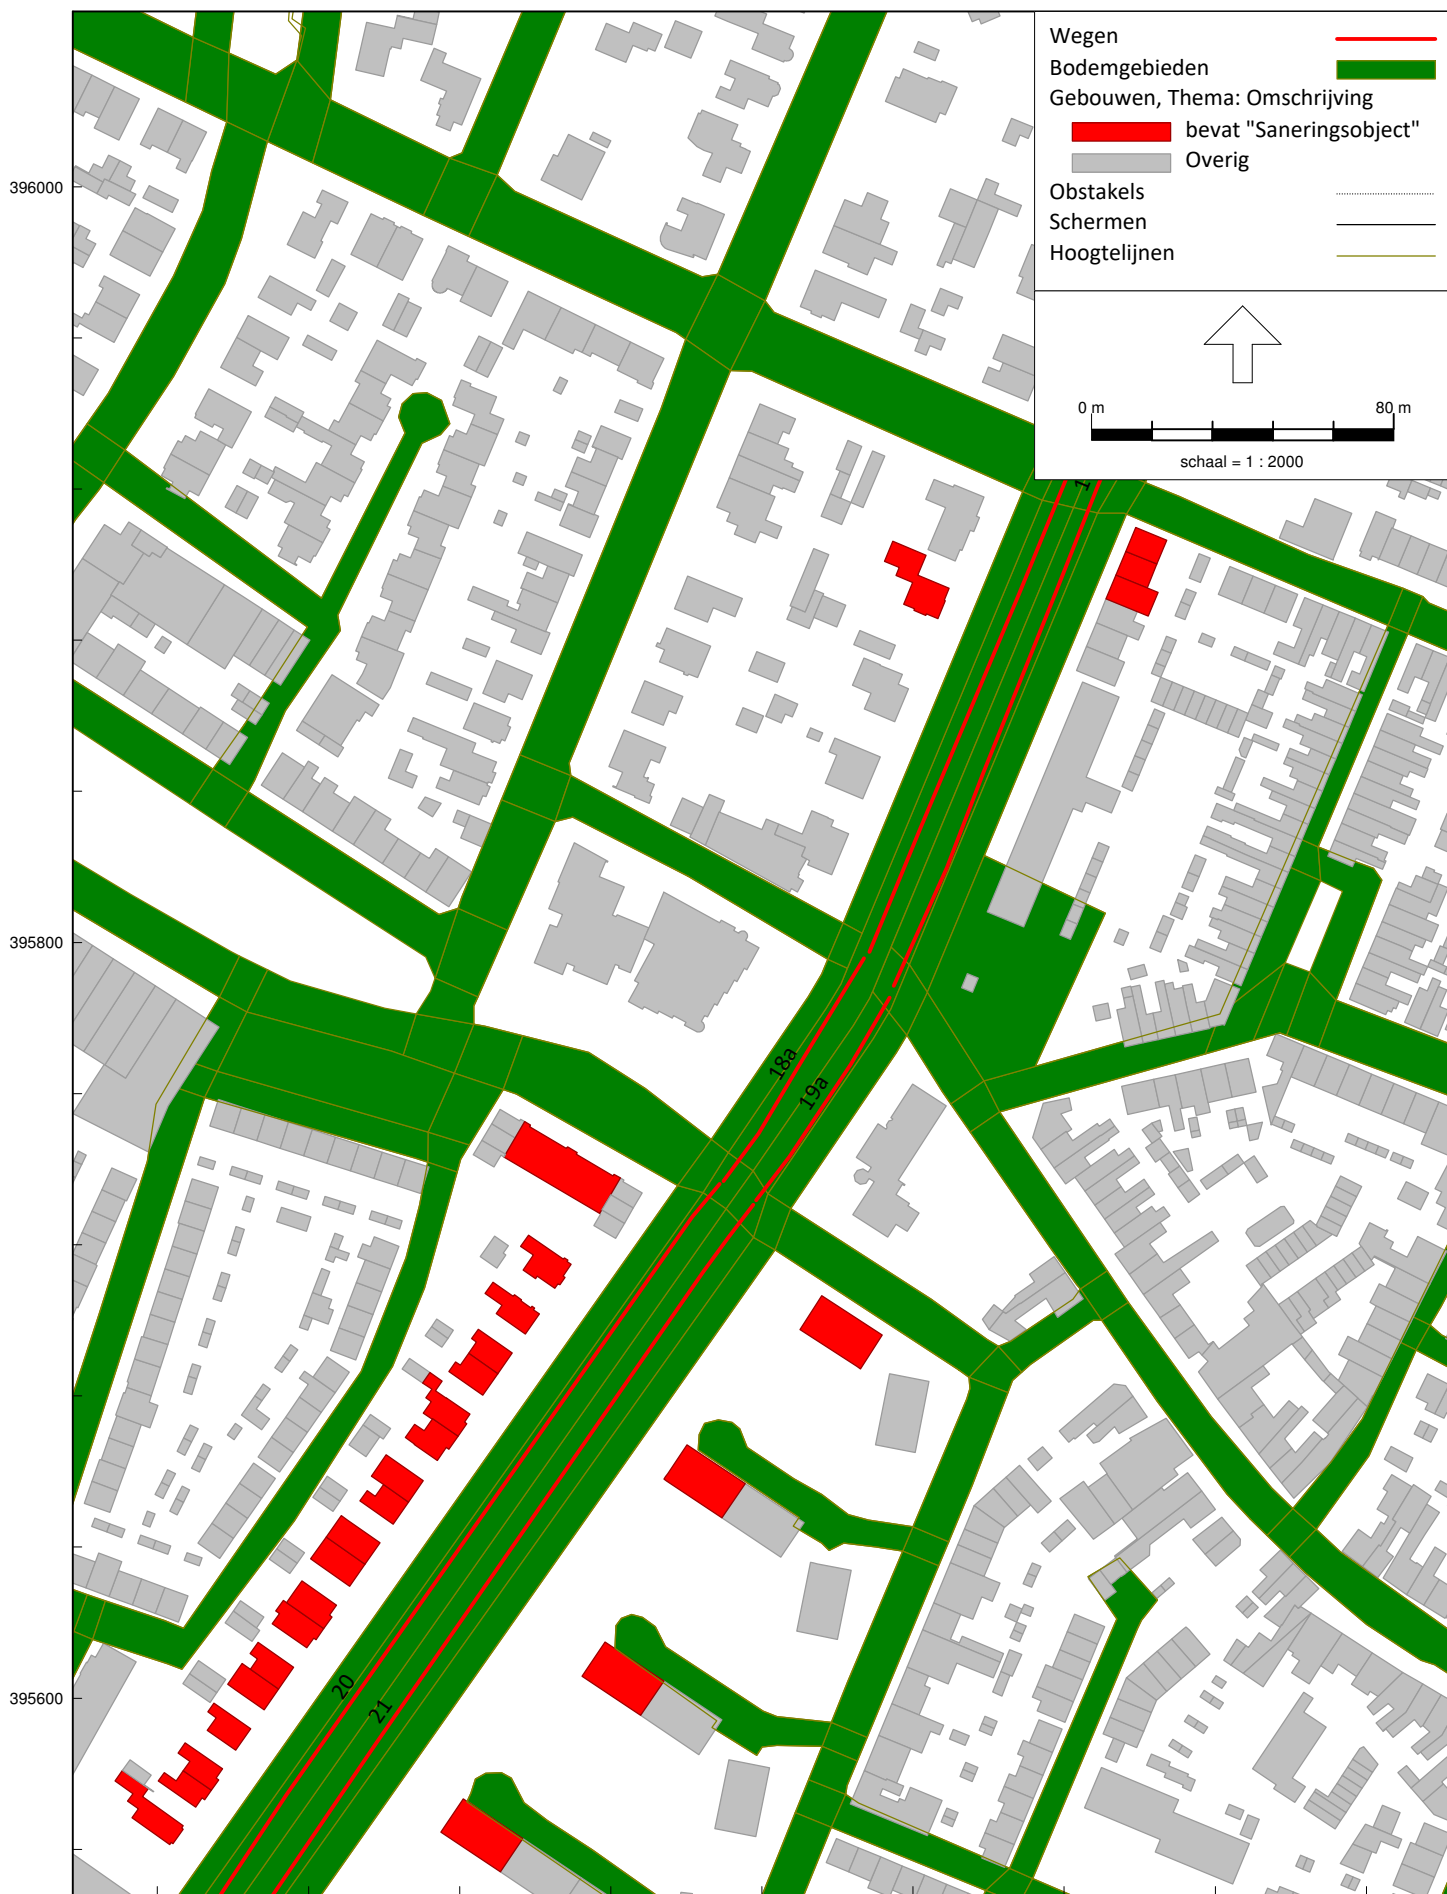 Wegen
Bodemgebieden
Gebouwen, Thema: Omschrijving
bevat "Saneringsobject"
Overig
Obstakels
Schermen
Hoogtelijnen
0 m 80 m
schaal = 1 : 2000
396000
395800
18a
19a
395600
20
21